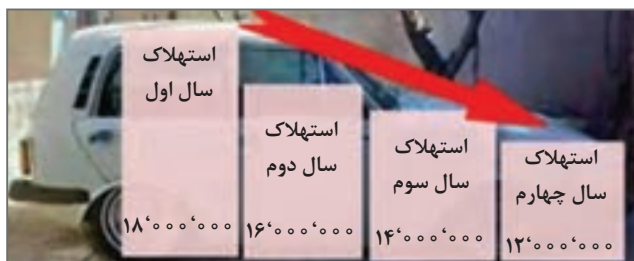 استهلاک
سال اول
۱۸٬۰۰۰٬۰۰۰
استهلاک
سال دوم
۱۶٬۰۰۰٬۰۰۰
استهلاک
سال سوم
۱۴٬۰۰۰٬۰۰۰
استهلاک
سال چهارم
۱۲٬۰۰۰٬۰۰۰